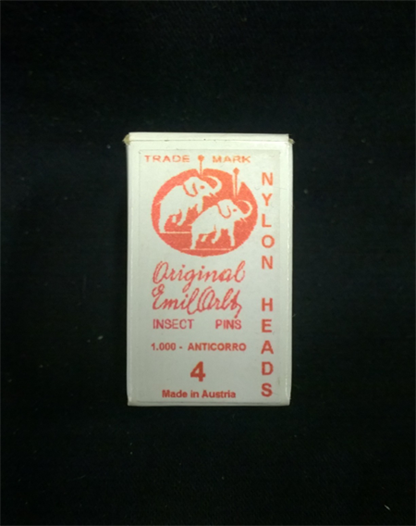 TRADE MARK
Original
Emil Arlt
INSECT PINS
1.000 - ANTICORRO
4
Made in Austria
NYLON HEADS